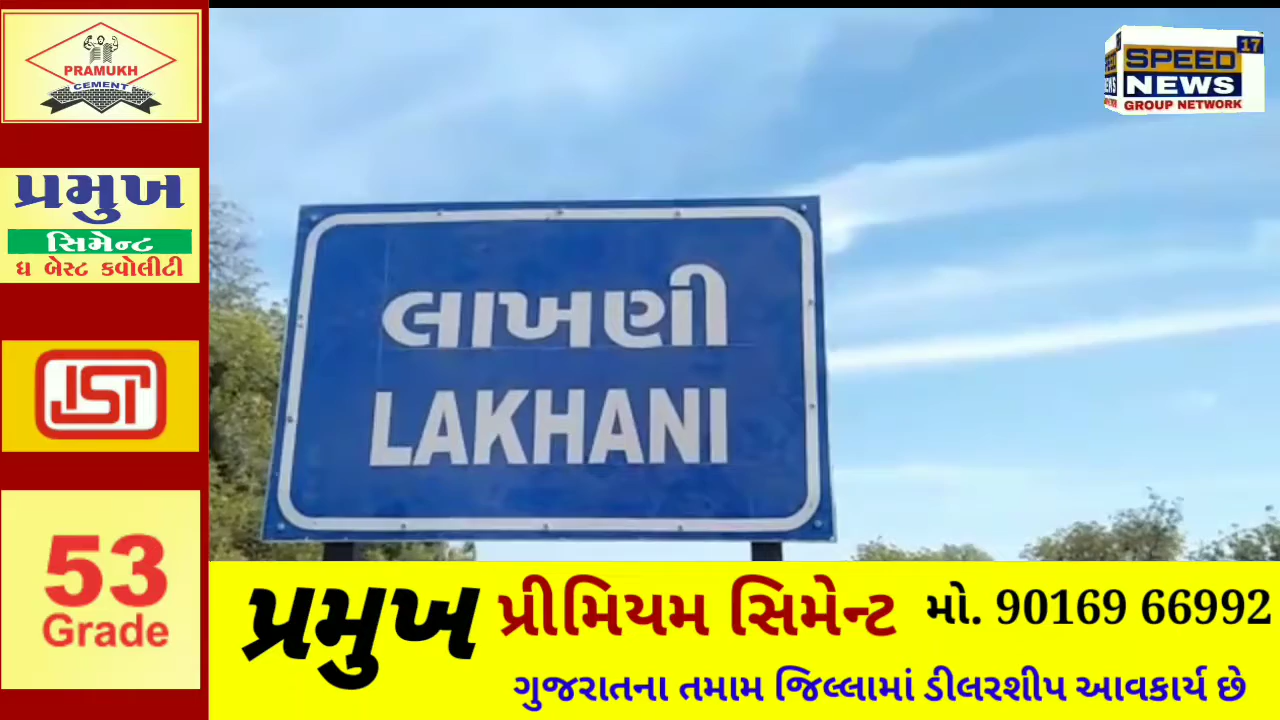 PRAMUKH
CEMENT
પ્રમુખ
સિમેન્ટ
ધ બેસ્ટ કવોલીટી
53
Grade
17
SPEED
NEWS
GROUP NETWORK
લાખણી
LAKHANI
પ્રમુખ પ્રીમિયમ સિમેન્ટ મો. 90169 66992
ગુજરાતના તમામ જિલ્લામાં ડીલરશીપ આવકાર્ય છે